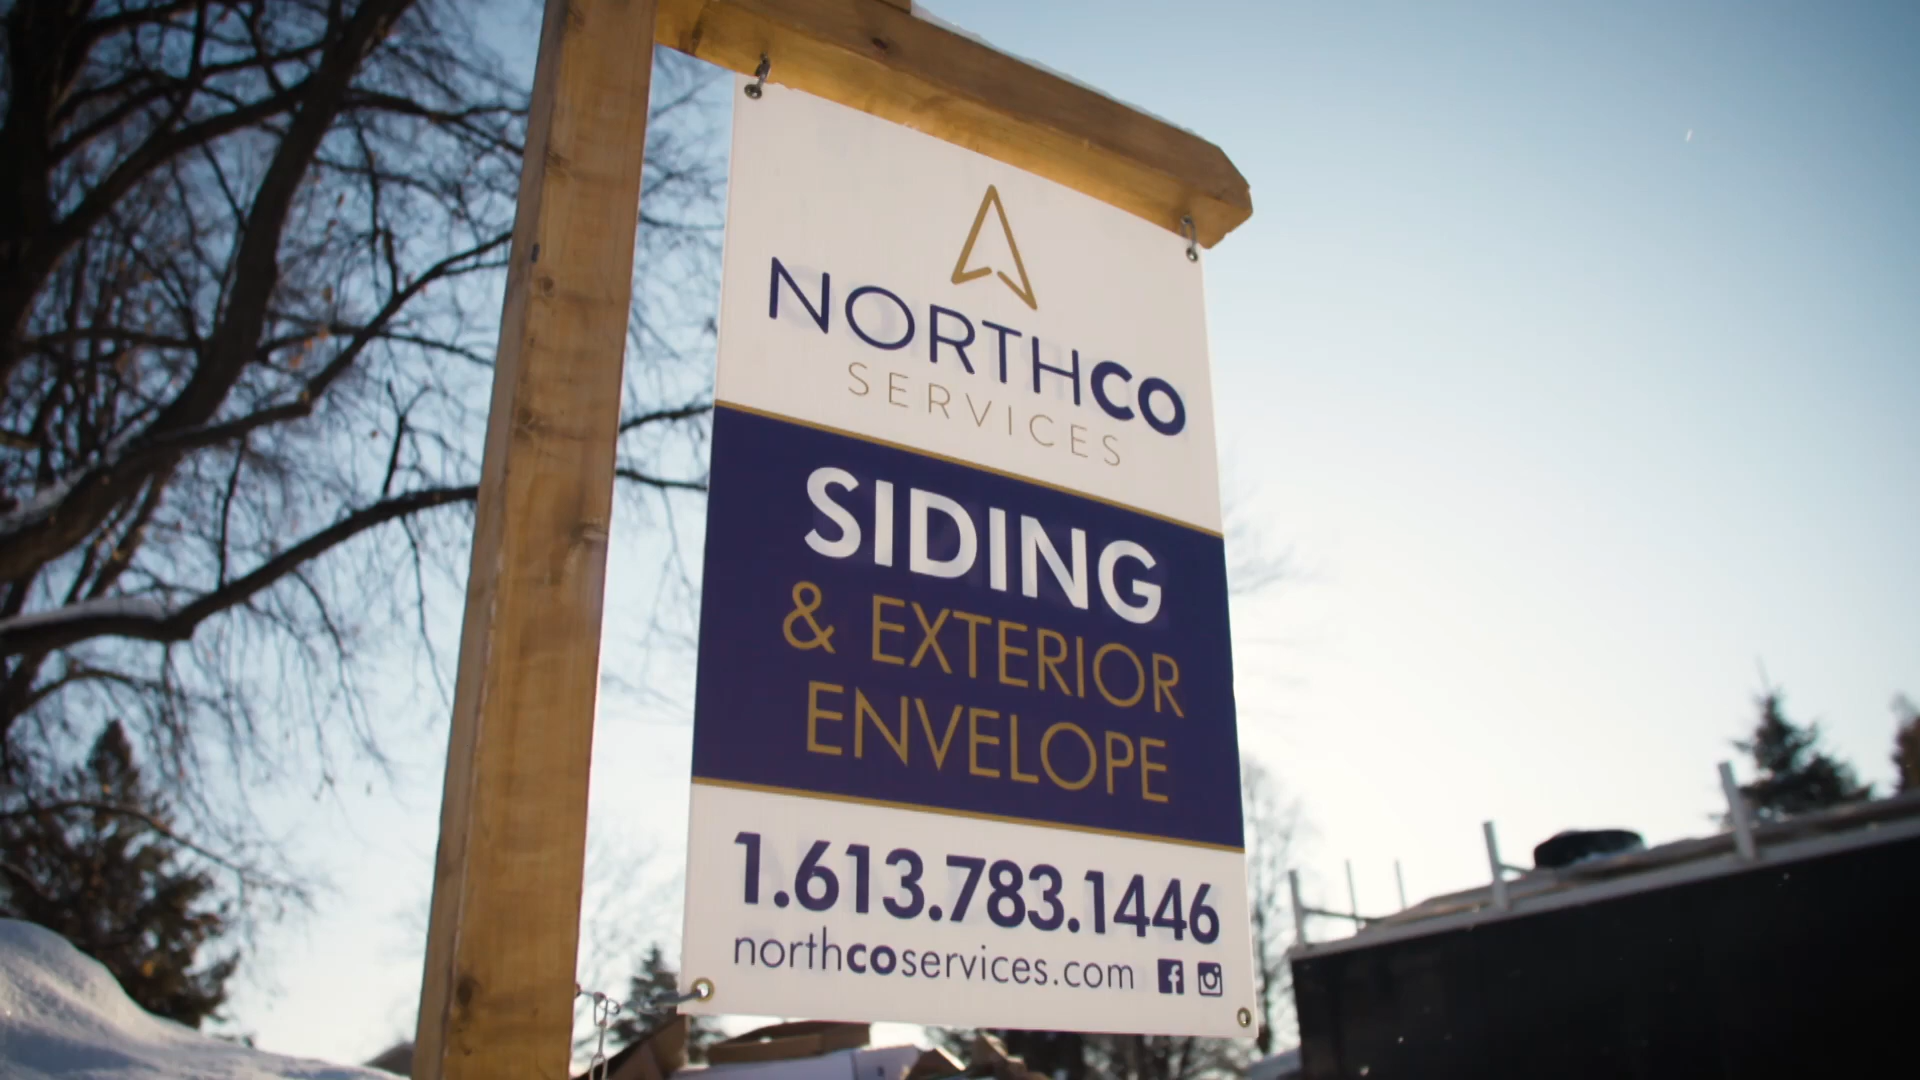 NORTHCO
SERVICES
SIDING
& EXTERIOR
ENVELOPE
1.613.783.1446
northcoservices.com